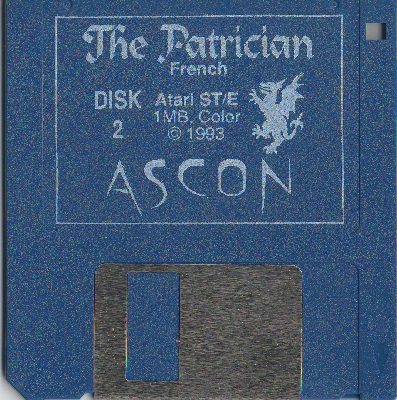 The Patrician
French
DISK 2
Atari ST/E
1MB, Color
© 1993
ASCON